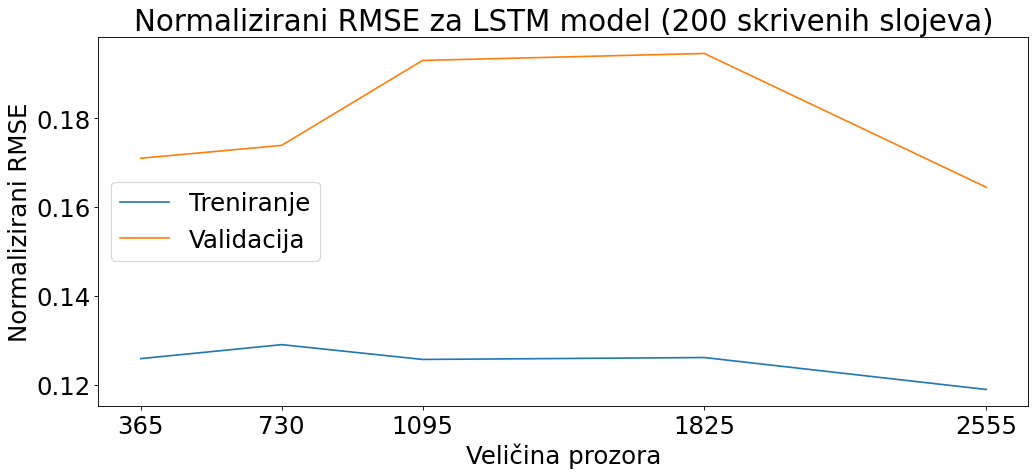 Normalizirani RMSE za LSTM model (200 skrivenih slojeva)
Normalizirani RMSE
0.18
0.16
0.14
0.12
Treniranje
Validacija
365 730 1095 1825 2555
Veličina prozora